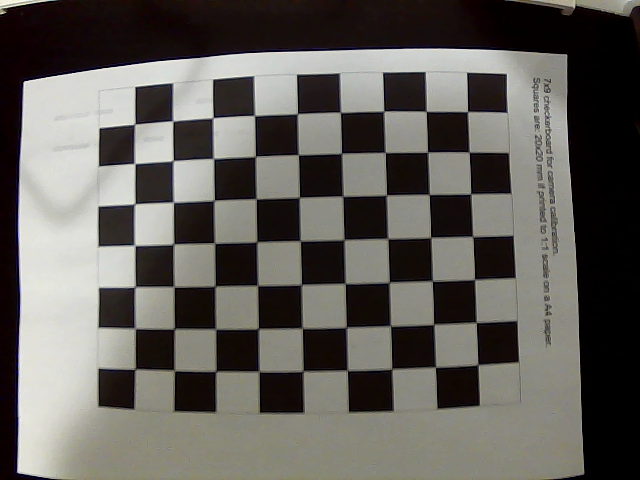 7x9 checkerboard for camera calibration.
Squares are: 20x20 mm if printed to 1:1 scale on a A4 paper.